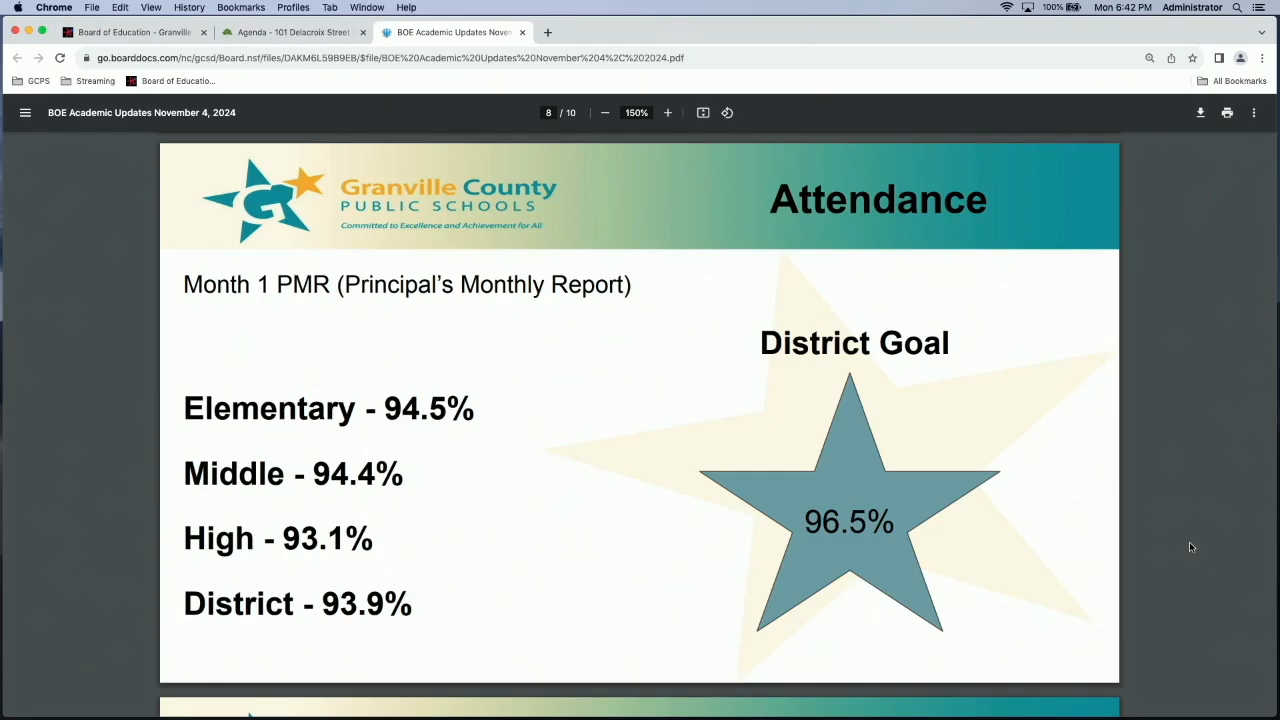 Chrome File Edit View History Bookmarks Profiles Tab Window Help 100% Mon 6:42 PM Administrator
Board of Education - Granville Agenda - 101 Delacroix Street BOE Academic Updates Novem
go.boarddocs.com/nc/gcsd/Board.nsf/files/DAKM6L59B9EB/$file/BOE%20Academic%20Updates%20November%204%2C%202024.pdf
GCPS Streaming Board of Educatio... All Bookmarks
BOE Academic Updates November 4, 2024 8 / 10 150%
Granville County
PUBLIC SCHOOLS
Committed to Excellence and Achievement for All
Attendance
Month 1 PMR (Principal's Monthly Report)
District Goal
Elementary - 94.5%
Middle - 94.4%
96.5%
High - 93.1%
District - 93.9%